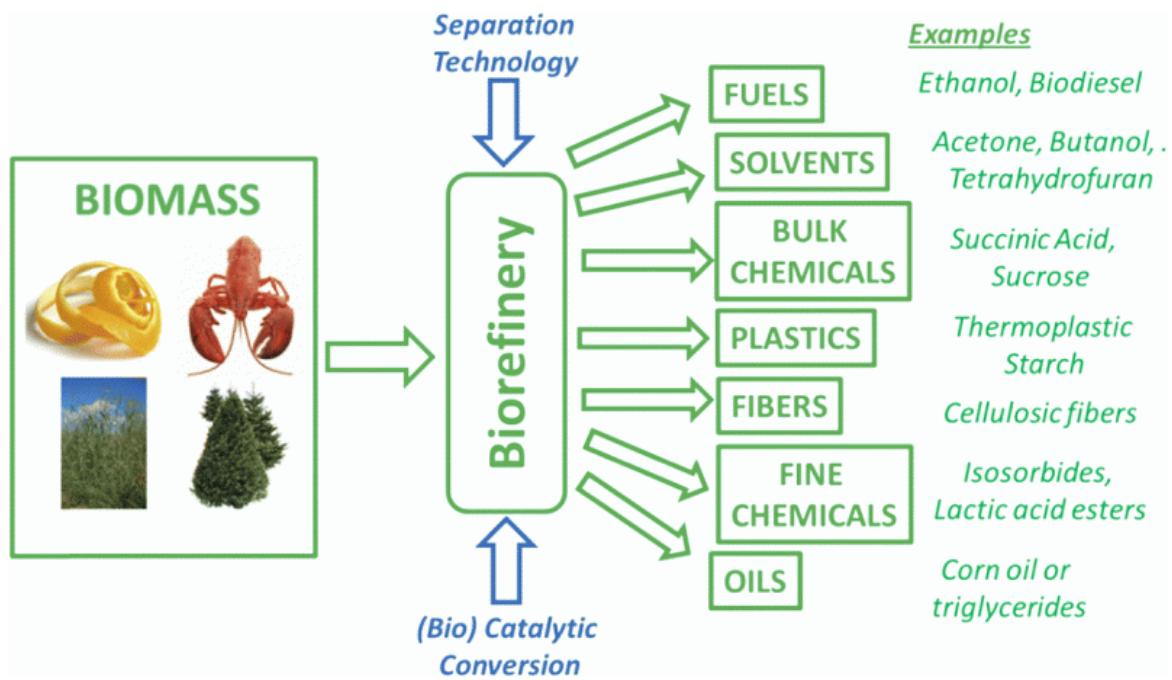 Separation
Technology
Examples
BIOMASS
Biorefinery
(Bio) Catalytic
Conversion
FUELS
Ethanol, Biodiesel
SOLVENTS
Acetone, Butanol, .
Tetrahydrofuran
BULK
CHEMICALS
Succinic Acid,
Sucrose
PLASTICS
Thermoplastic
Starch
FIBERS
Cellulosic fibers
FINE
CHEMICALS
Isosorbides,
Lactic acid esters
OILS
Corn oil or
triglycerides